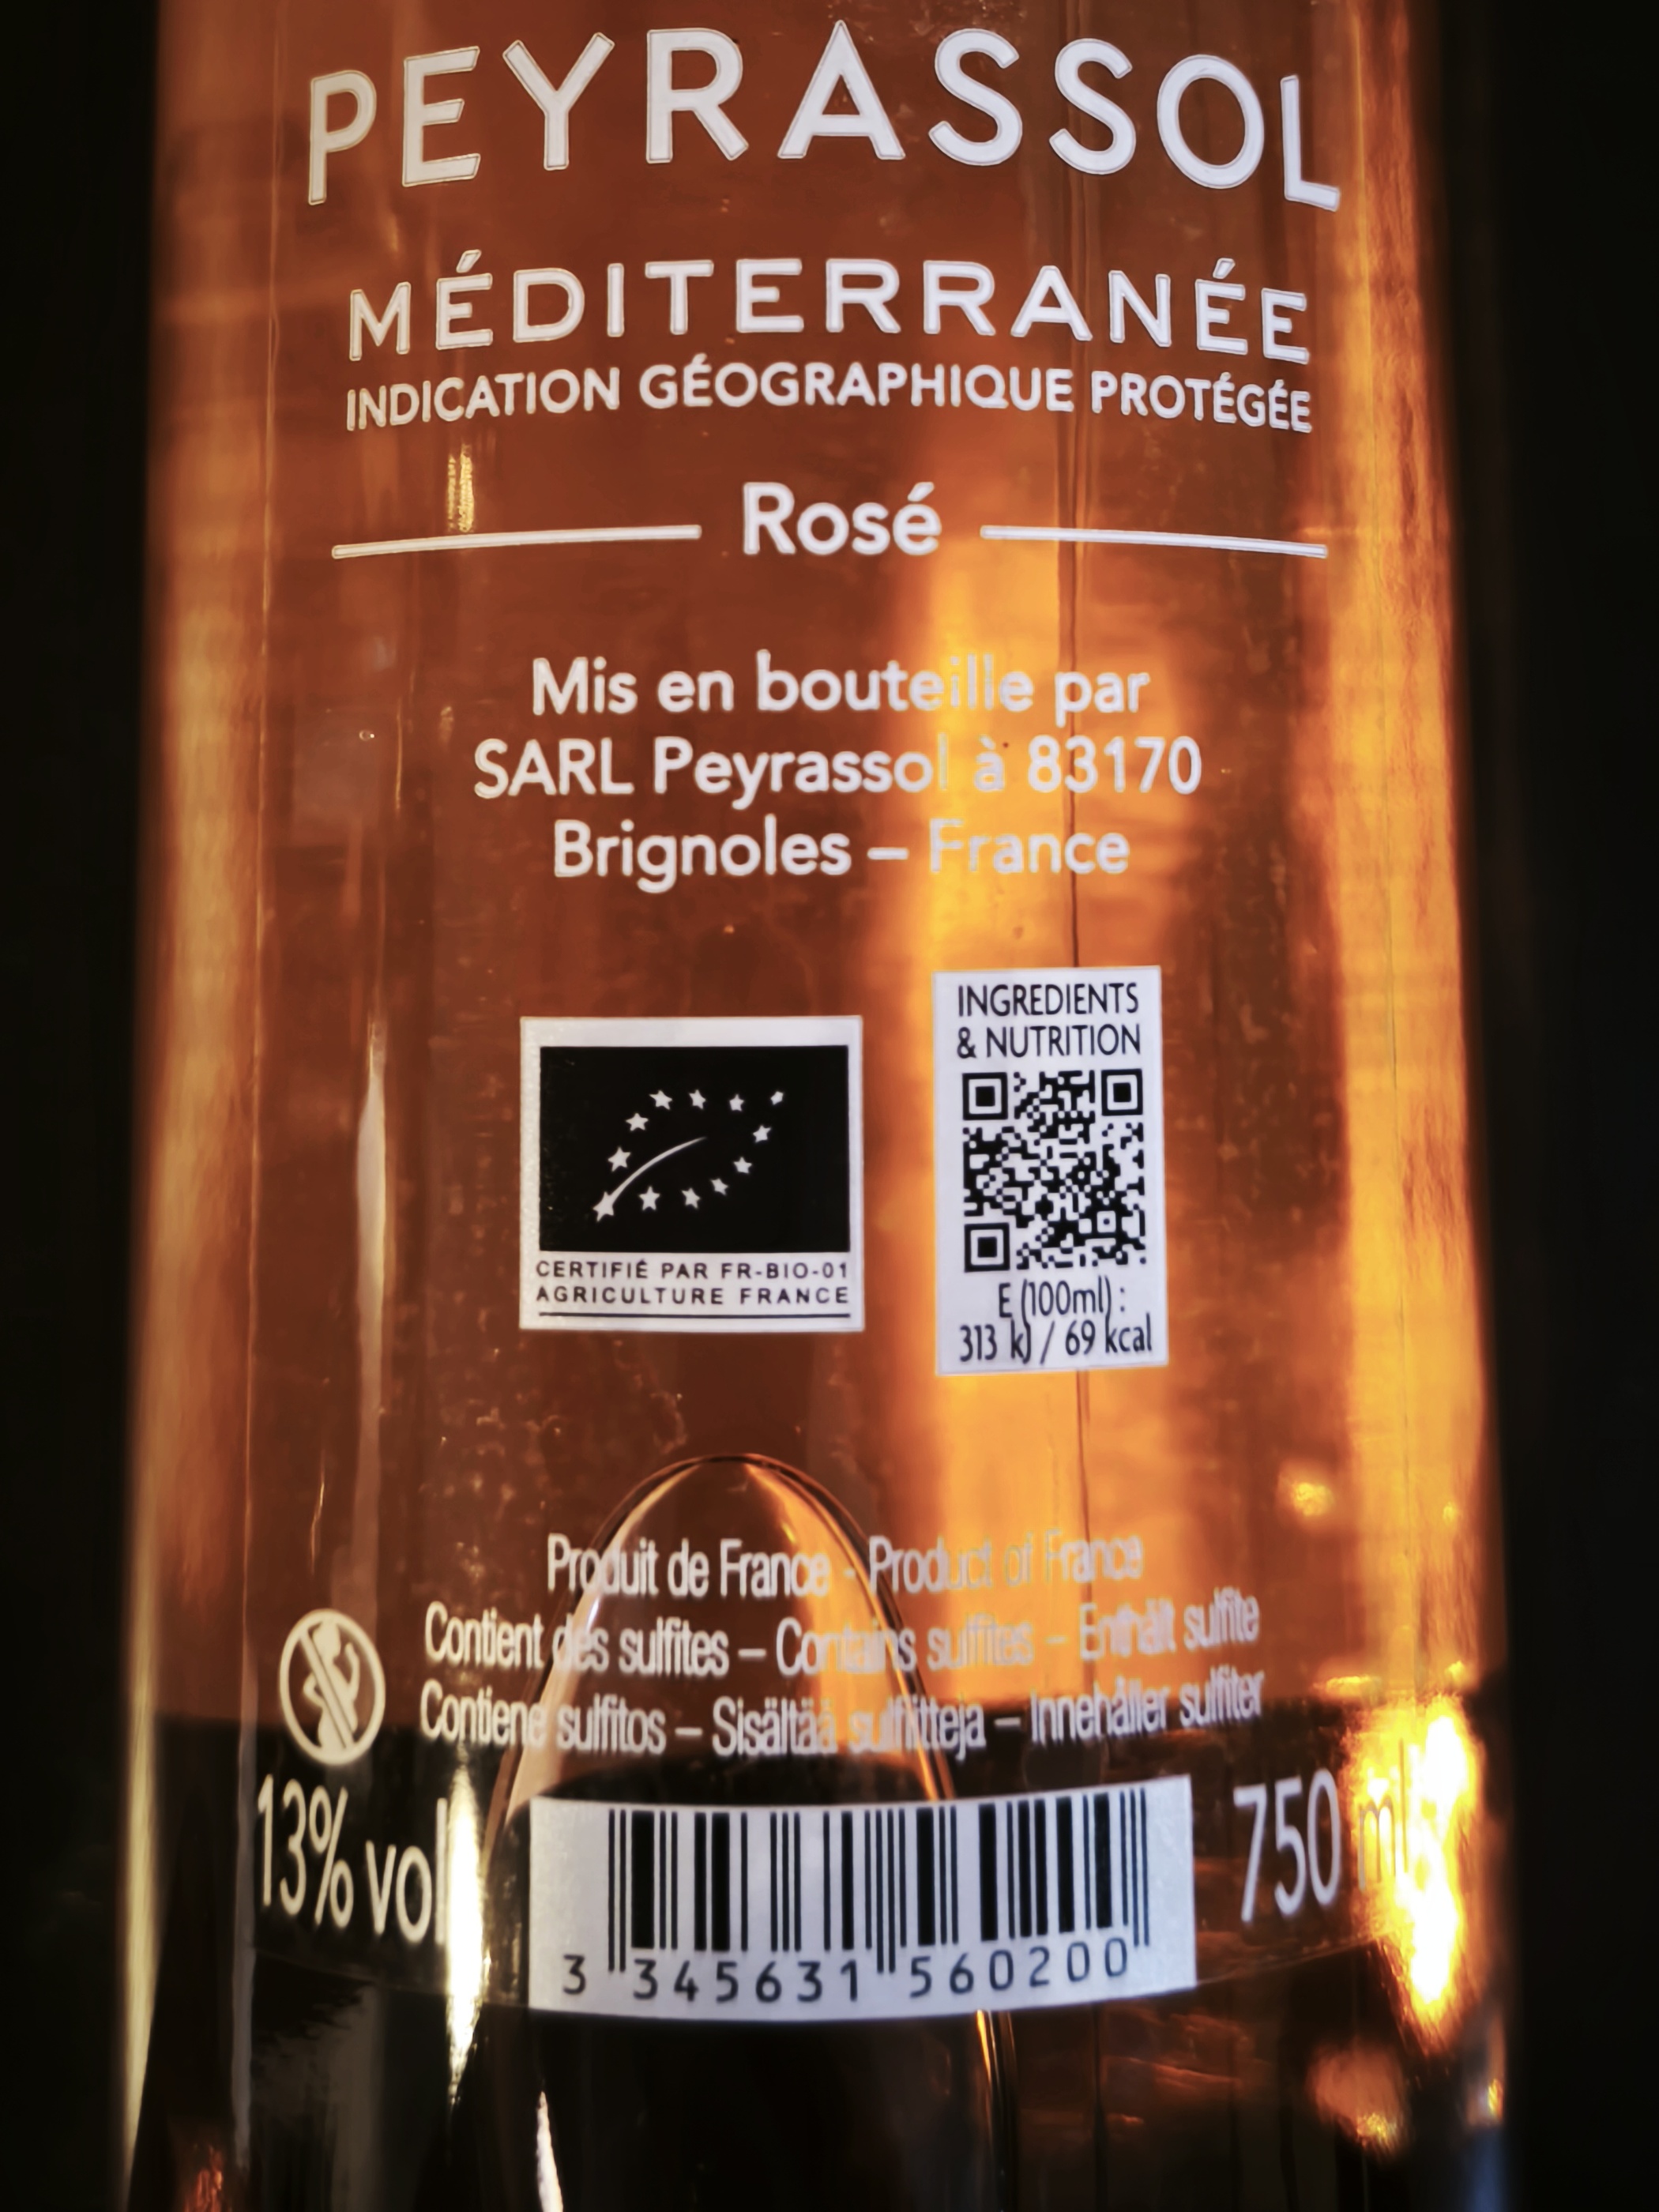 PEYRASSOL
MÉDITERRANÉE
INDICATION GÉOGRAPHIQUE PROTÉGÉE
Rosé
Mis en bouteille par
SARL Peyrassol à 83170
Brignoles – France
INGREDIENTS
& NUTRITION
CERTIFIÉ PAR FR-BIO-01
AGRICULTURE FRANCE
E (100ml) :
313 kJ / 69 kcal
Produit de France - Product of France
Contient des sulfites – Contains sulfites – Enthält sulfite
Contiene sulfitos – Sisältää sulfiitteja – Innehåller sulfiter
13% vol
750 ml
3 345631 560200